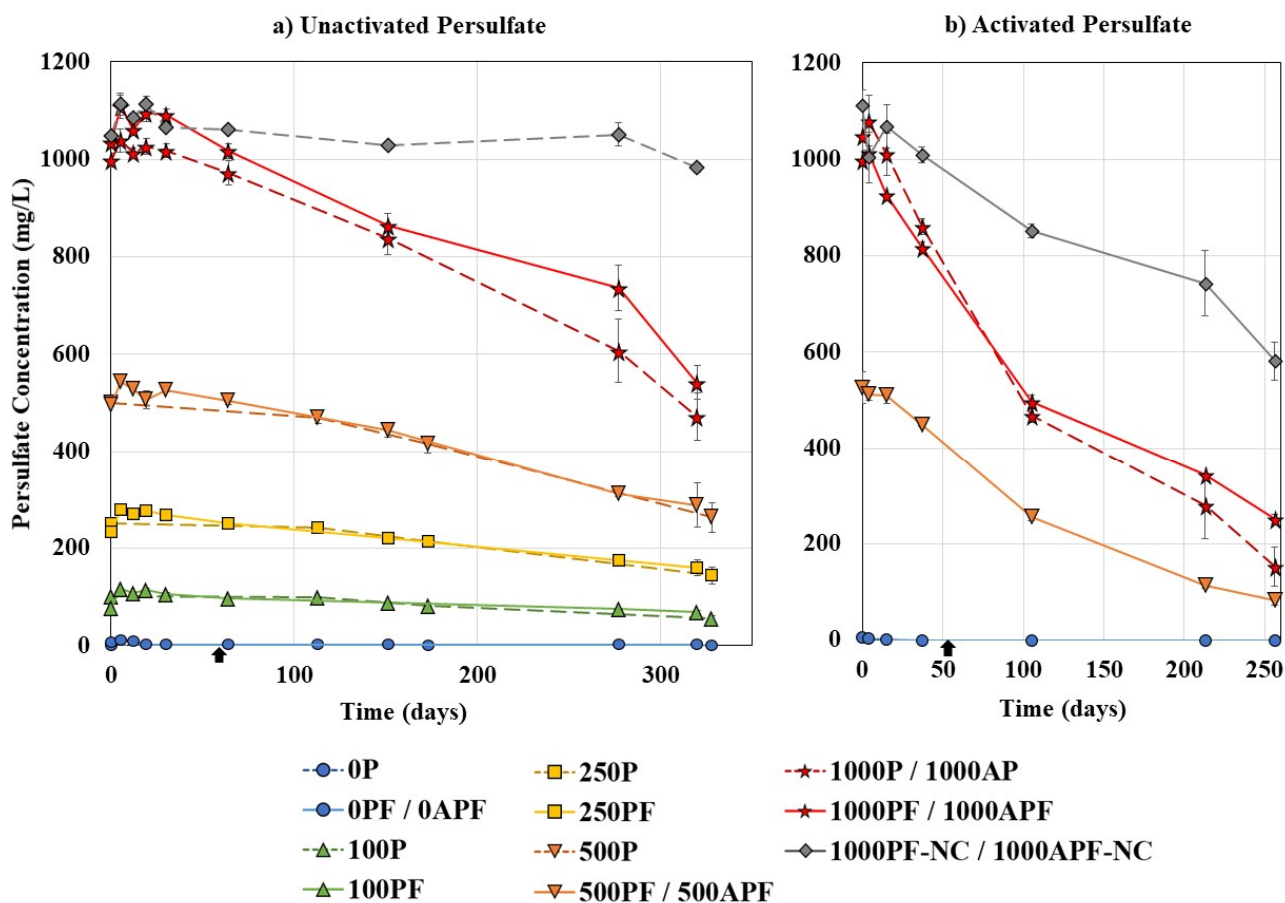 a) Unactivated Persulfate
b) Activated Persulfate
Persulfate Concentration (mg/L)
1200
1000
800
600
400
200
0
0
100
200
300
Time (days)
1200
1000
800
600
400
200
0
0
50
100
150
200
250
Time (days)
0P
250P
1000P / 1000AP
0PF / 0APF
250PF
1000PF / 1000APF
100P
500P
1000PF-NC / 1000APF-NC
100PF
500PF / 500APF